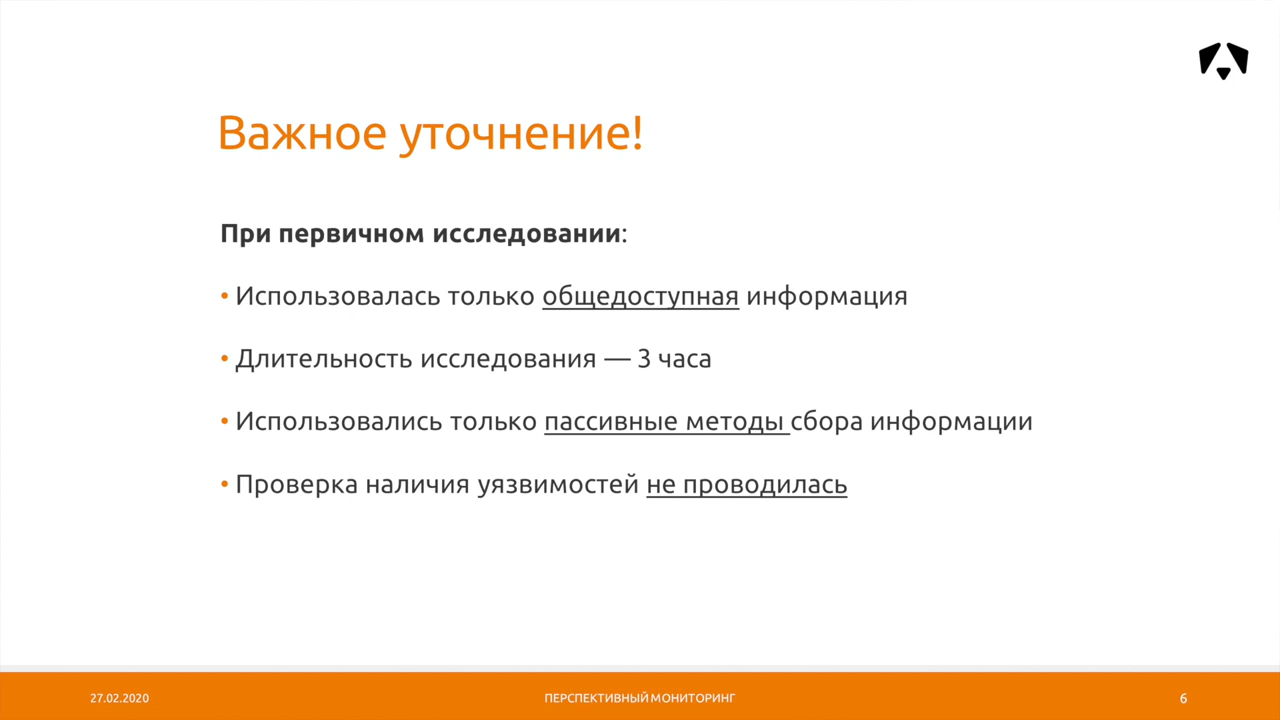 Важное уточнение!
При первичном исследовании:
• Использовалась только общедоступная информация
• Длительность исследования — 3 часа
• Использовались только пассивные методы сбора информации
• Проверка наличия уязвимостей не проводилась
27.02.2020
ПЕРСПЕКТИВНЫЙ МОНИТОРИНГ
6